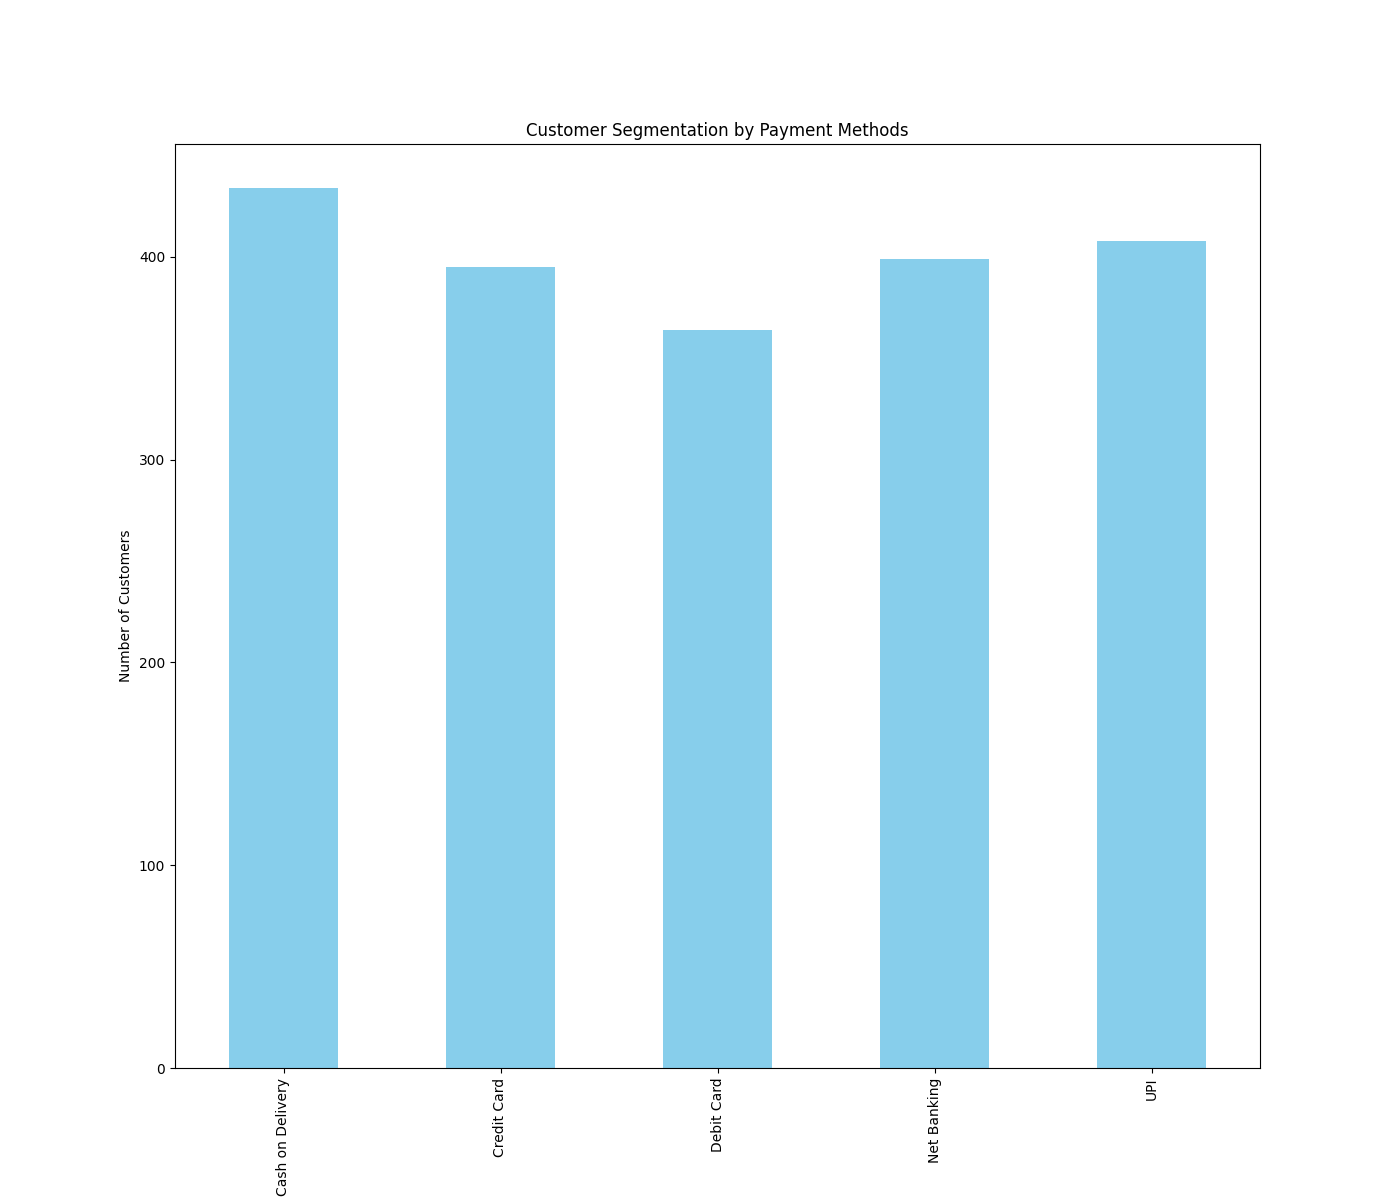 Customer Segmentation by Payment Methods
Number of Customers
400
300
200
100
0
Cash on Delivery
Credit Card
Debit Card
Net Banking
UPI